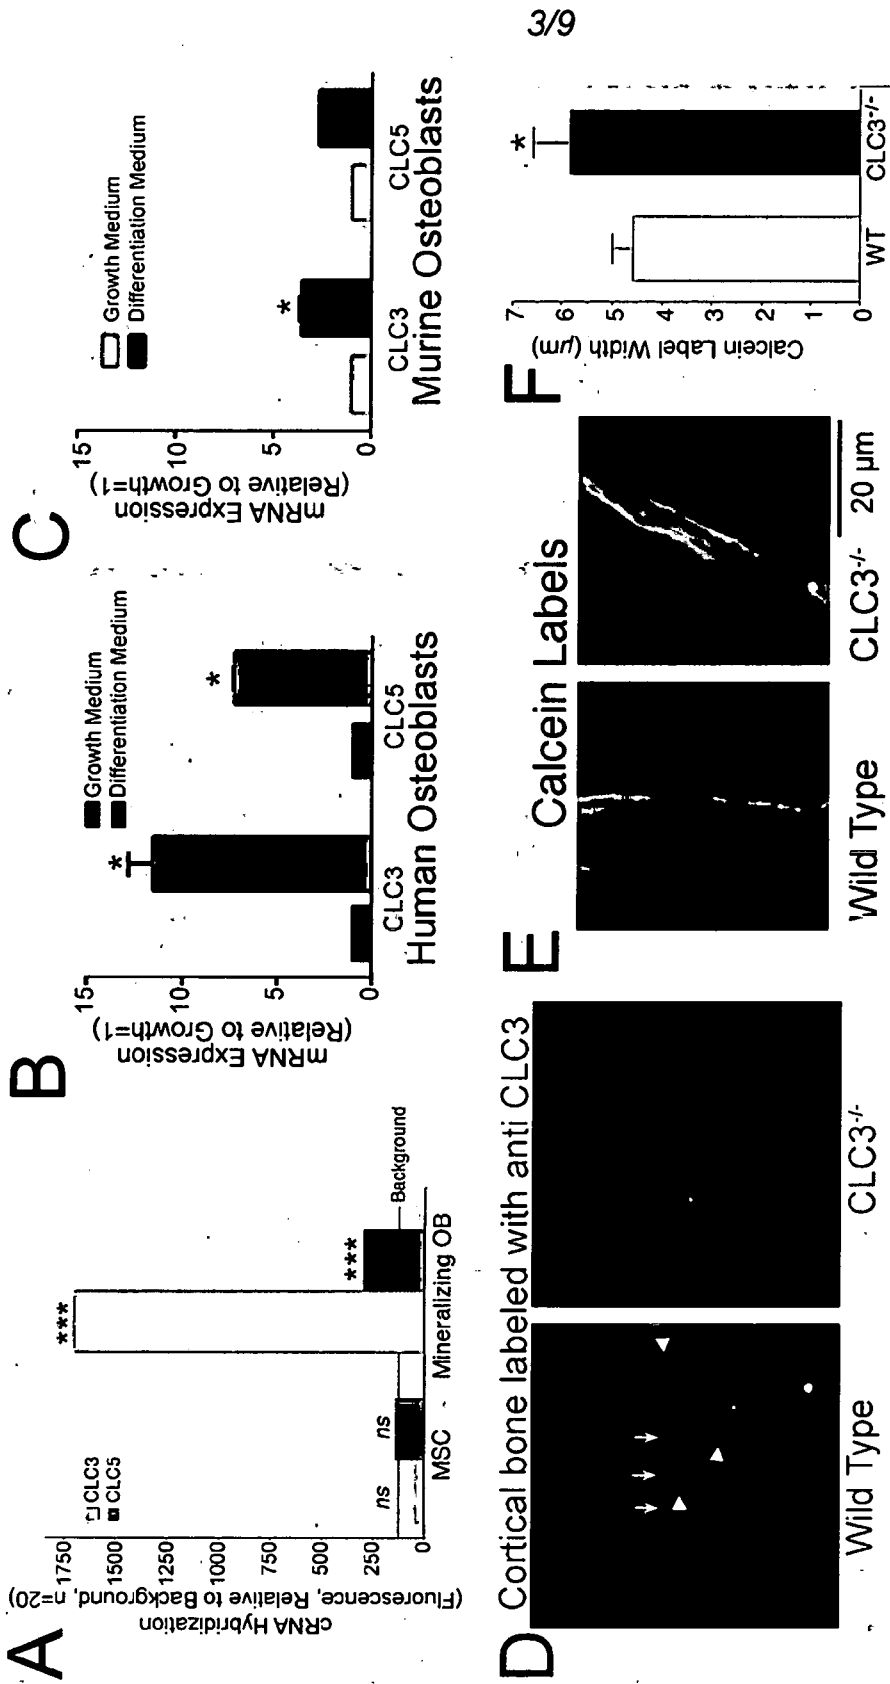 3/9
A
cRNA Hybridization
(Fluorescence, Relative to Background, n=20)
1750
1500
1250
1000
750
500
250
0
CLC3
CLC5
ns
ns
***
***
Background
MSC
Mineralizing OB
B
mRNA Expression
(Relative to Growth=1)
15
10
5
0
Growth Medium
Differentiation Medium
*
*
CLC3
CLC5
Human Osteoblasts
C
mRNA Expression
(Relative to Growth=1)
15
10
5
0
Growth Medium
Differentiation Medium
*
CLC3
CLC5
Murine Osteoblasts
D
Cortical bone labeled with anti CLC3
Wild Type
CLC3-/-
E
Calcein Labels
Wild Type
CLC3-/-
20 μm
F
Calcein Label Width (μm)
7
6
5
4
3
2
1
0
*
WT
CLC3-/-